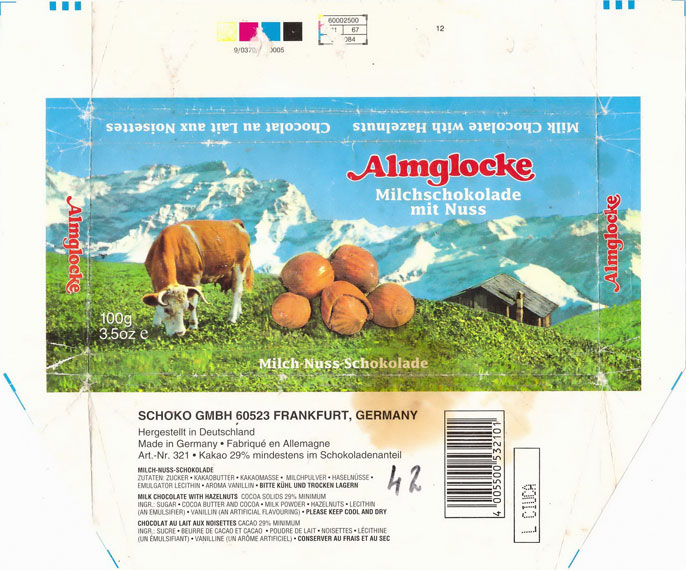 60002500
67
084
9/0370
0005
12
Milk Chocolate with Hazelnuts
Chocolat au Lait aux Noisettes
Almglocke
Milchschokolade
mit Nuss
Almglocke
Almglocke
100g
3.5oz e
Milch-Nuss-Schokolade
SCHOKO GMBH 60523 FRANKFURT, GERMANY
Hergestellt in Deutschland
Made in Germany • Fabriqué en Allemagne
Art.-Nr. 321 • Kakao 29% mindestens im Schokoladenanteil
MILCH-NUSS-SCHOKOLADE
ZUTATEN: ZUCKER • KAKAOBUTTER • KAKAOMASSE • MILCHPULVER • HASELNÜSSE •
EMULGATOR LECITHIN • AROMA VANILLIN • BITTE KÜHL UND TROCKEN LAGERN
MILK CHOCOLATE WITH HAZELNUTS COCOA SOLIDS 29% MINIMUM
INGR.: SUGAR • COCOA BUTTER AND COCOA • MILK POWDER • HAZELNUTS • LECITHIN
(AN EMULSIFIER) • VANILLIN (AN ARTIFICIAL FLAVOURING) • PLEASE KEEP COOL AND DRY
CHOCOLAT AU LAIT AUX NOISETTES CACAO 29% MINIMUM
INGR.: SUCRE • BEURRE DE CACAO ET CACAO • POUDRE DE LAIT • NOISETTES • LÉCITHINE
(UN ÉMULSIFIANT) • VANILLINE (UN ARÔME ARTIFICIEL) • CONSERVER AU FRAIS ET AU SEC
42
4005500532101